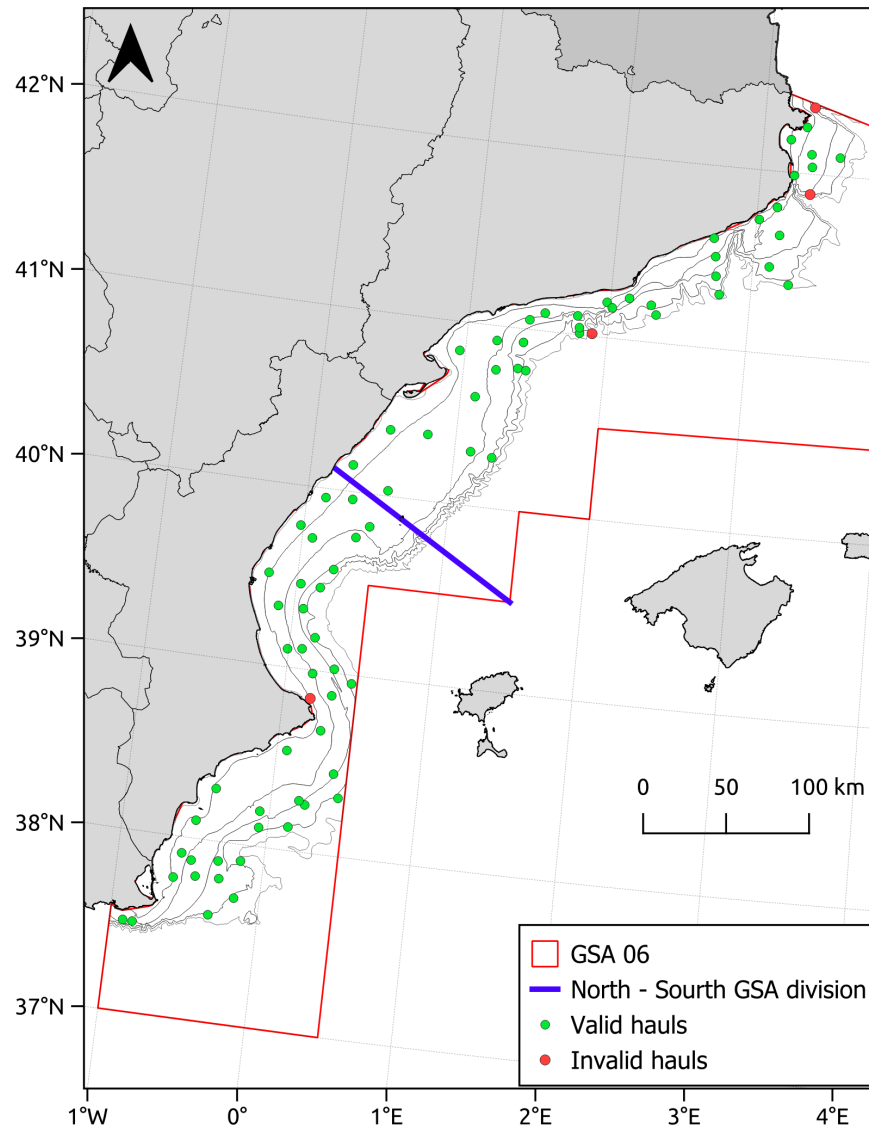 42°N
41°N
40°N
39°N
38°N
37°N
0 50 100 km
GSA 06
North - Sourth GSA division
Valid hauls
Invalid hauls
1°W 0° 1°E 2°E 3°E 4°E